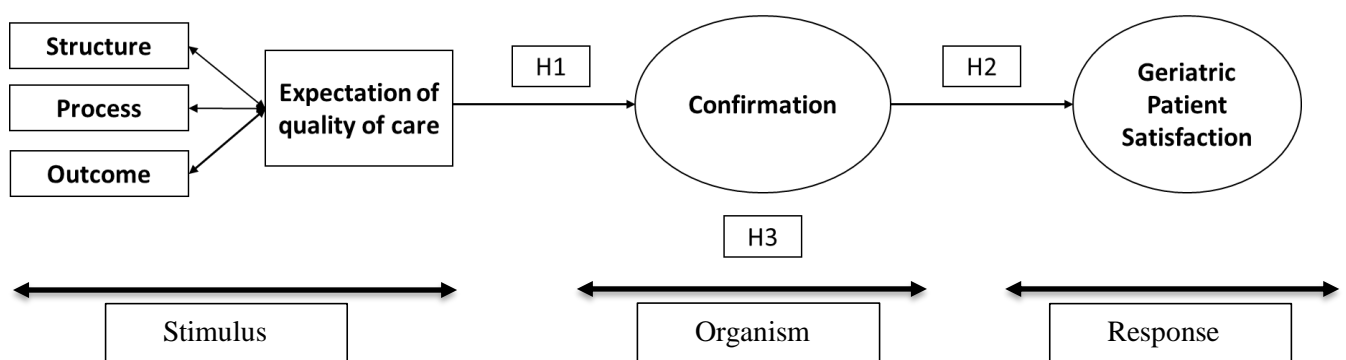 Structure
Process
Outcome
Expectation of
quality of care
H1
Confirmation
H2
Geriatric
Patient
Satisfaction
H3
Stimulus
Organism
Response